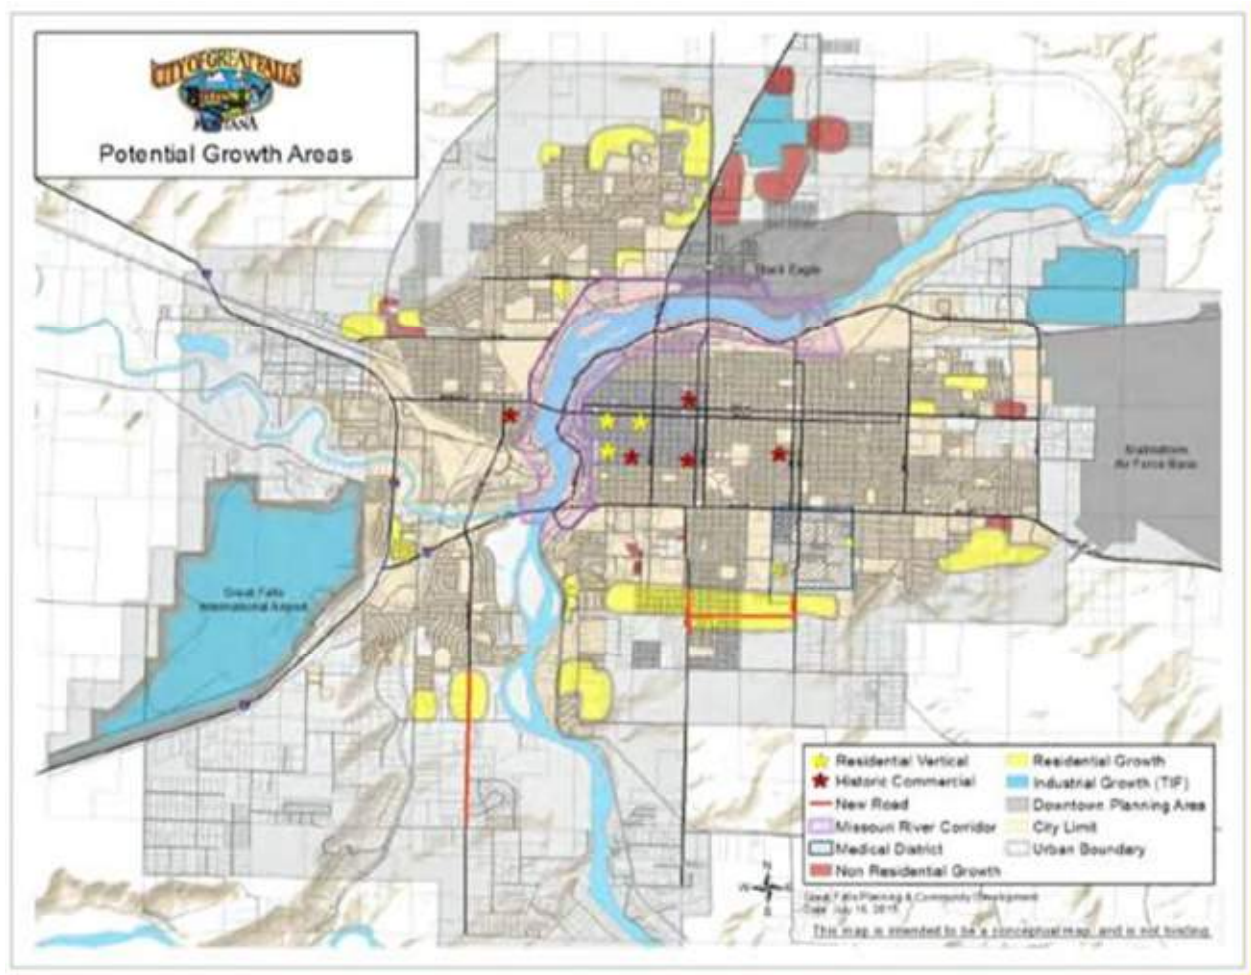 CITY OF GREAT FALLS
MONTANA
Potential Growth Areas
Black Eagle
Malmstrom
Air Force Base
Great Falls
International Airport
Residential Vertical
Historic Commercial
New Road
Missouri River Corridor
Medical District
Non Residential Growth
Residential Growth
Industrial Growth (TIF)
Downtown Planning Area
City Limit
Urban Boundary
N
W
S
Great Falls Planning & Community Development
Date: July 16,
This map is intended to be a conceptual map, and is not binding.